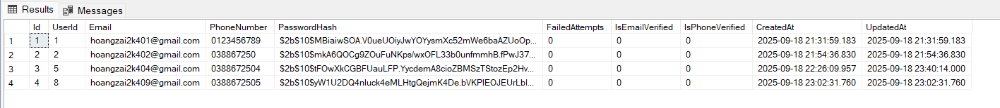 Results Messages
Id UserId Email PhoneNumber PasswordHash FailedAttempts IsEmailVerified IsPhoneVerified CreatedAt UpdatedAt
1 1 1 hoangzai2k401@gmail.com 0123456789 $2b$10$MBiaiwSOA.V0ueUOiyJwYOYysmXc52mWe6baAZUoOp... 0 0 0 2025-09-18 21:31:59.183 2025-09-18 21:31:59.183
2 2 2 hoangzai2k402@gmail.com 038867250 $2b$10$mkA6QOCg9ZOuFuNKps/wxOFL33b0unfmmhB.fPwJ37... 0 0 0 2025-09-18 21:54:36.830 2025-09-18 21:54:36.830
3 3 5 hoangzai2k404@gmail.com 0388672504 $2b$10$tFOwXkCGBFUauLFP.YycdemA8cioZBMSzTStozEp2Hv... 0 0 0 2025-09-18 22:26:09.957 2025-09-18 23:40:14.000
4 4 8 hoangzai2k409@gmail.com 0388672505 $2b$10$yW1U2DQ4nluck4eMLHtgQejmK4De.bVKPIEOJEUrLbl... 0 0 0 2025-09-18 23:02:31.760 2025-09-18 23:02:31.760